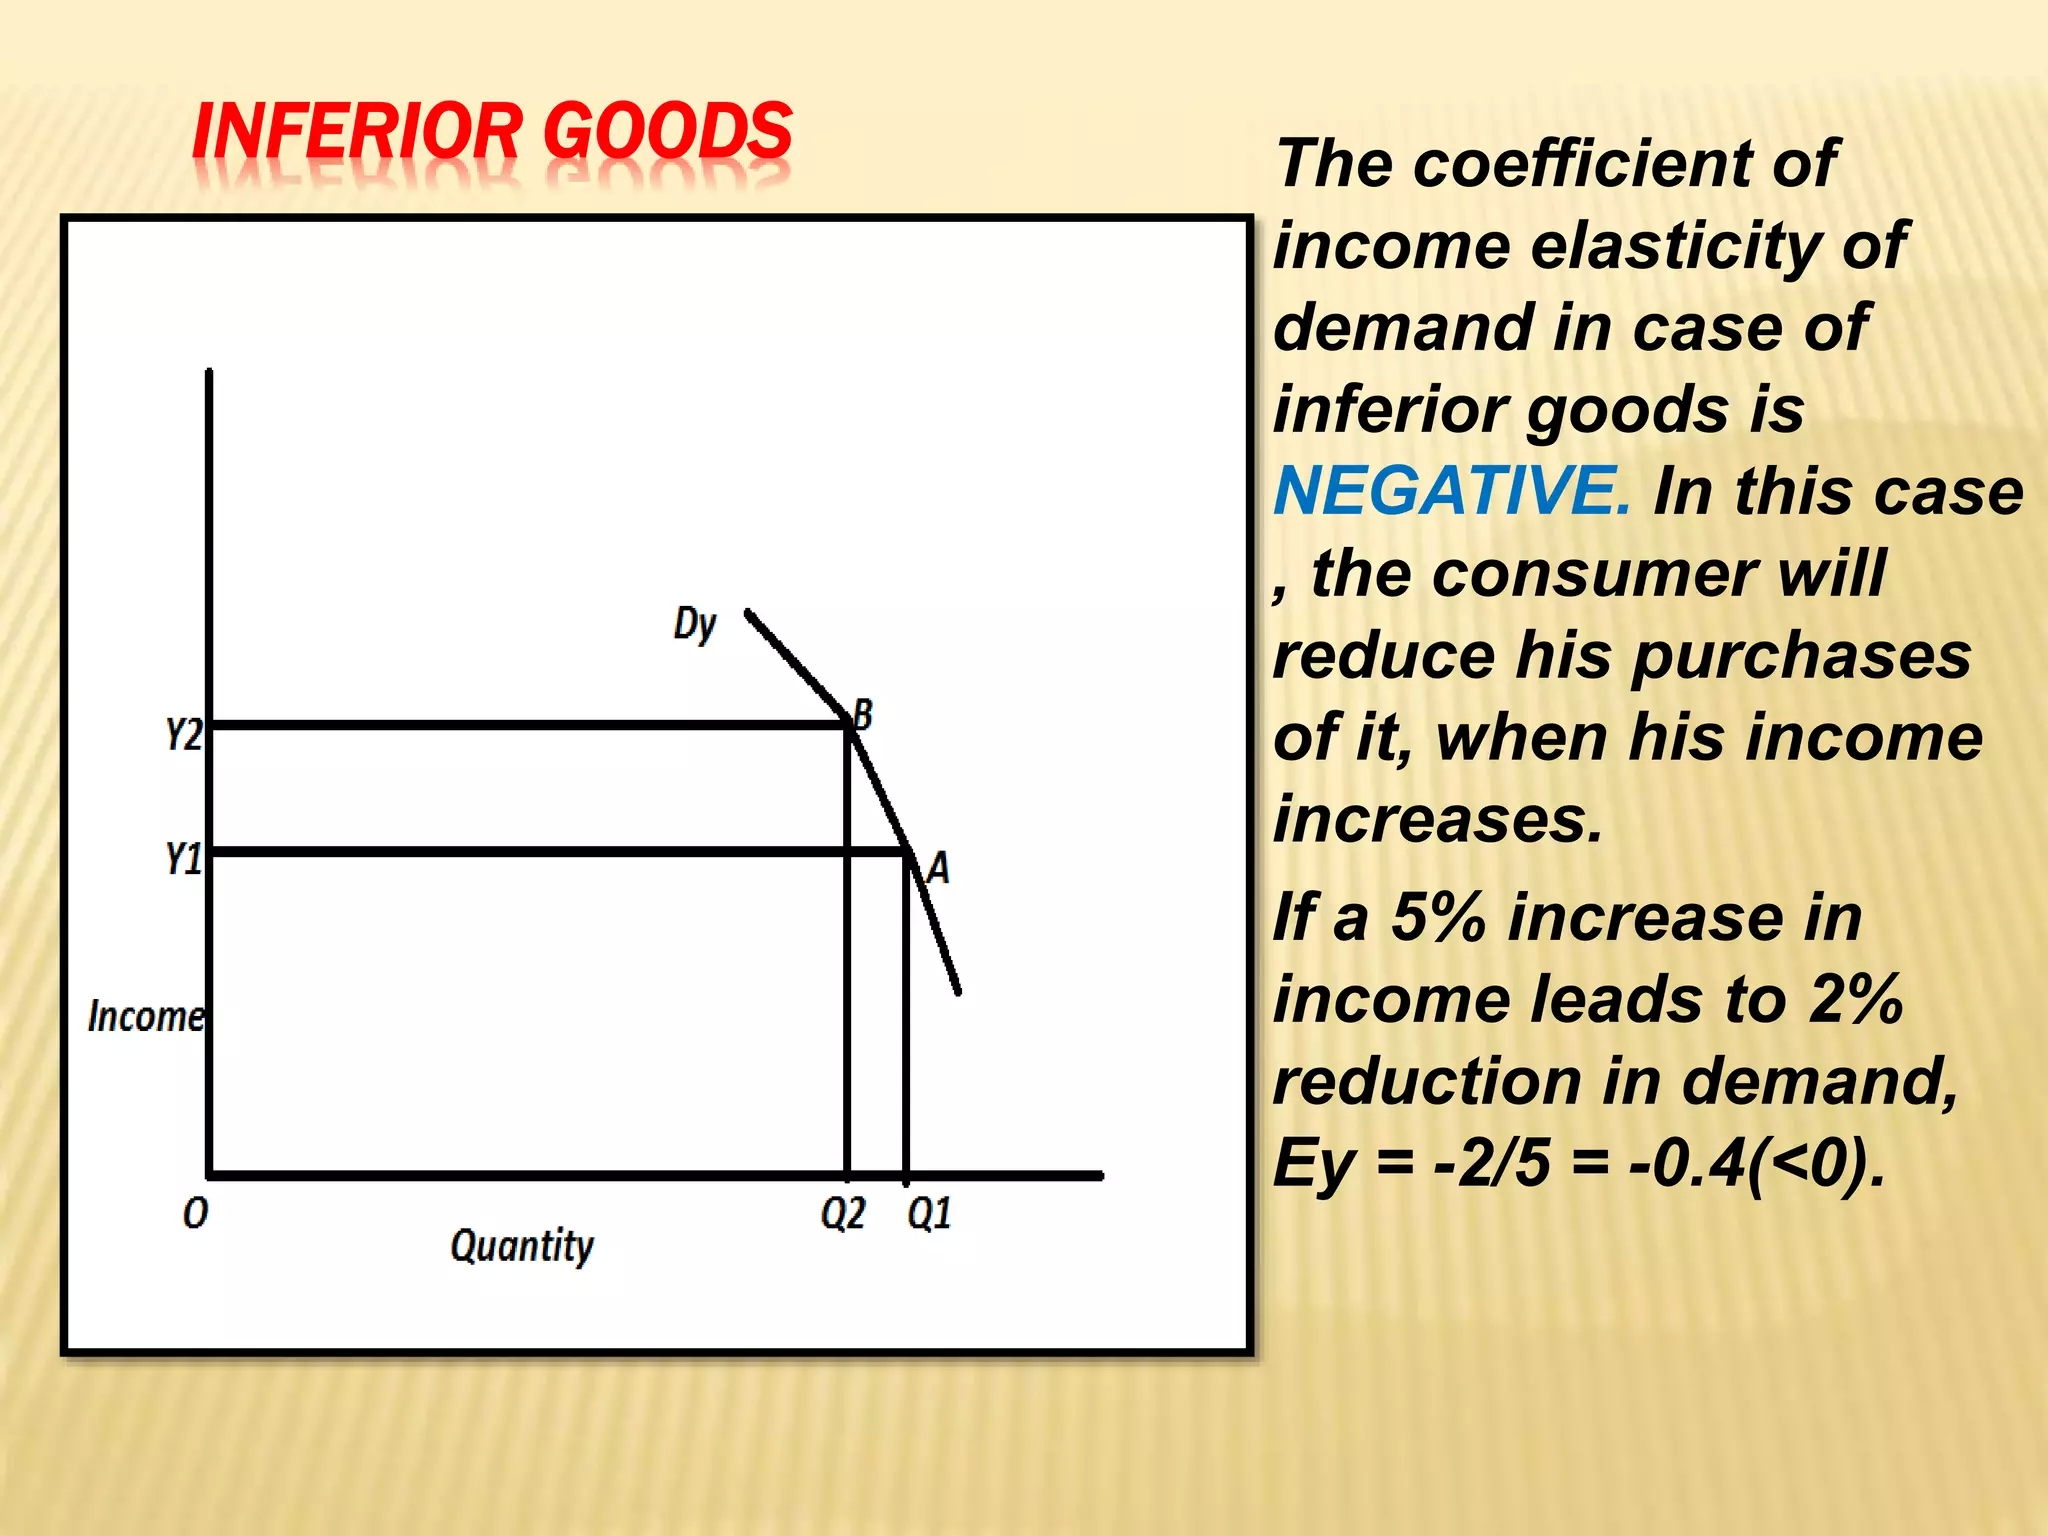 INFERIOR GOODS
Dy
B
Y2
Y1
A
Income
O
Q2
Q1
Quantity
The coefficient of
income elasticity of
demand in case of
inferior goods is
NEGATIVE. In this case
, the consumer will
reduce his purchases
of it, when his income
increases.
If a 5% increase in
income leads to 2%
reduction in demand,
Ey = -2/5 = -0.4(<0).